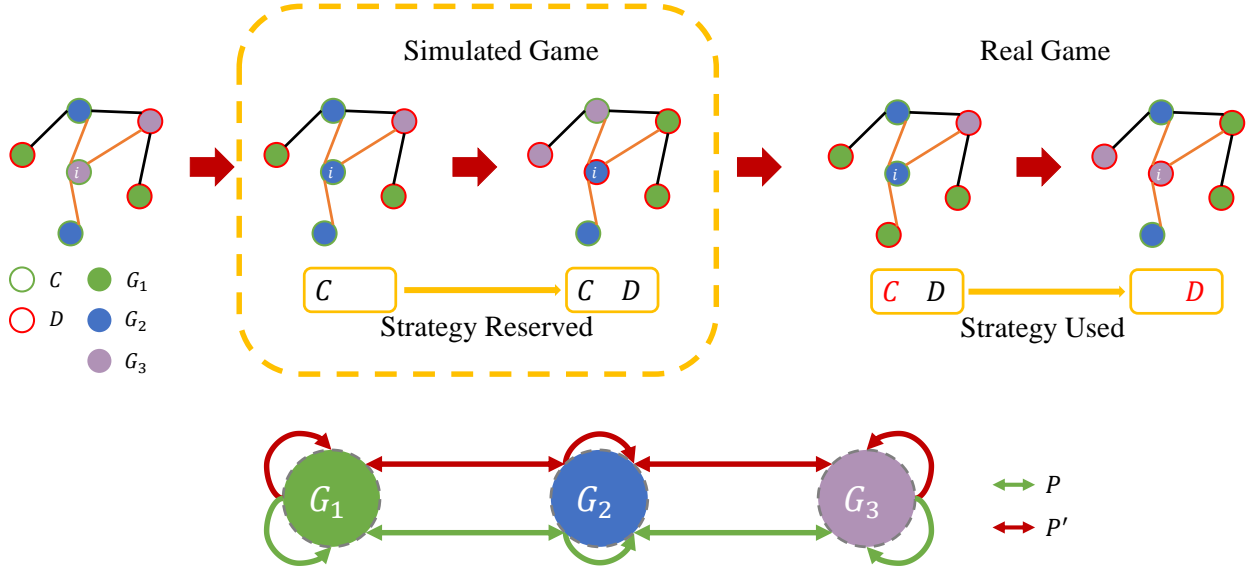 Simulated Game
Real Game
i
i
i
i
i
C
G₁
D
G₂
G₃
C
C D
Strategy Reserved
C D
D
Strategy Used
G₁
G₂
G₃
P
P′